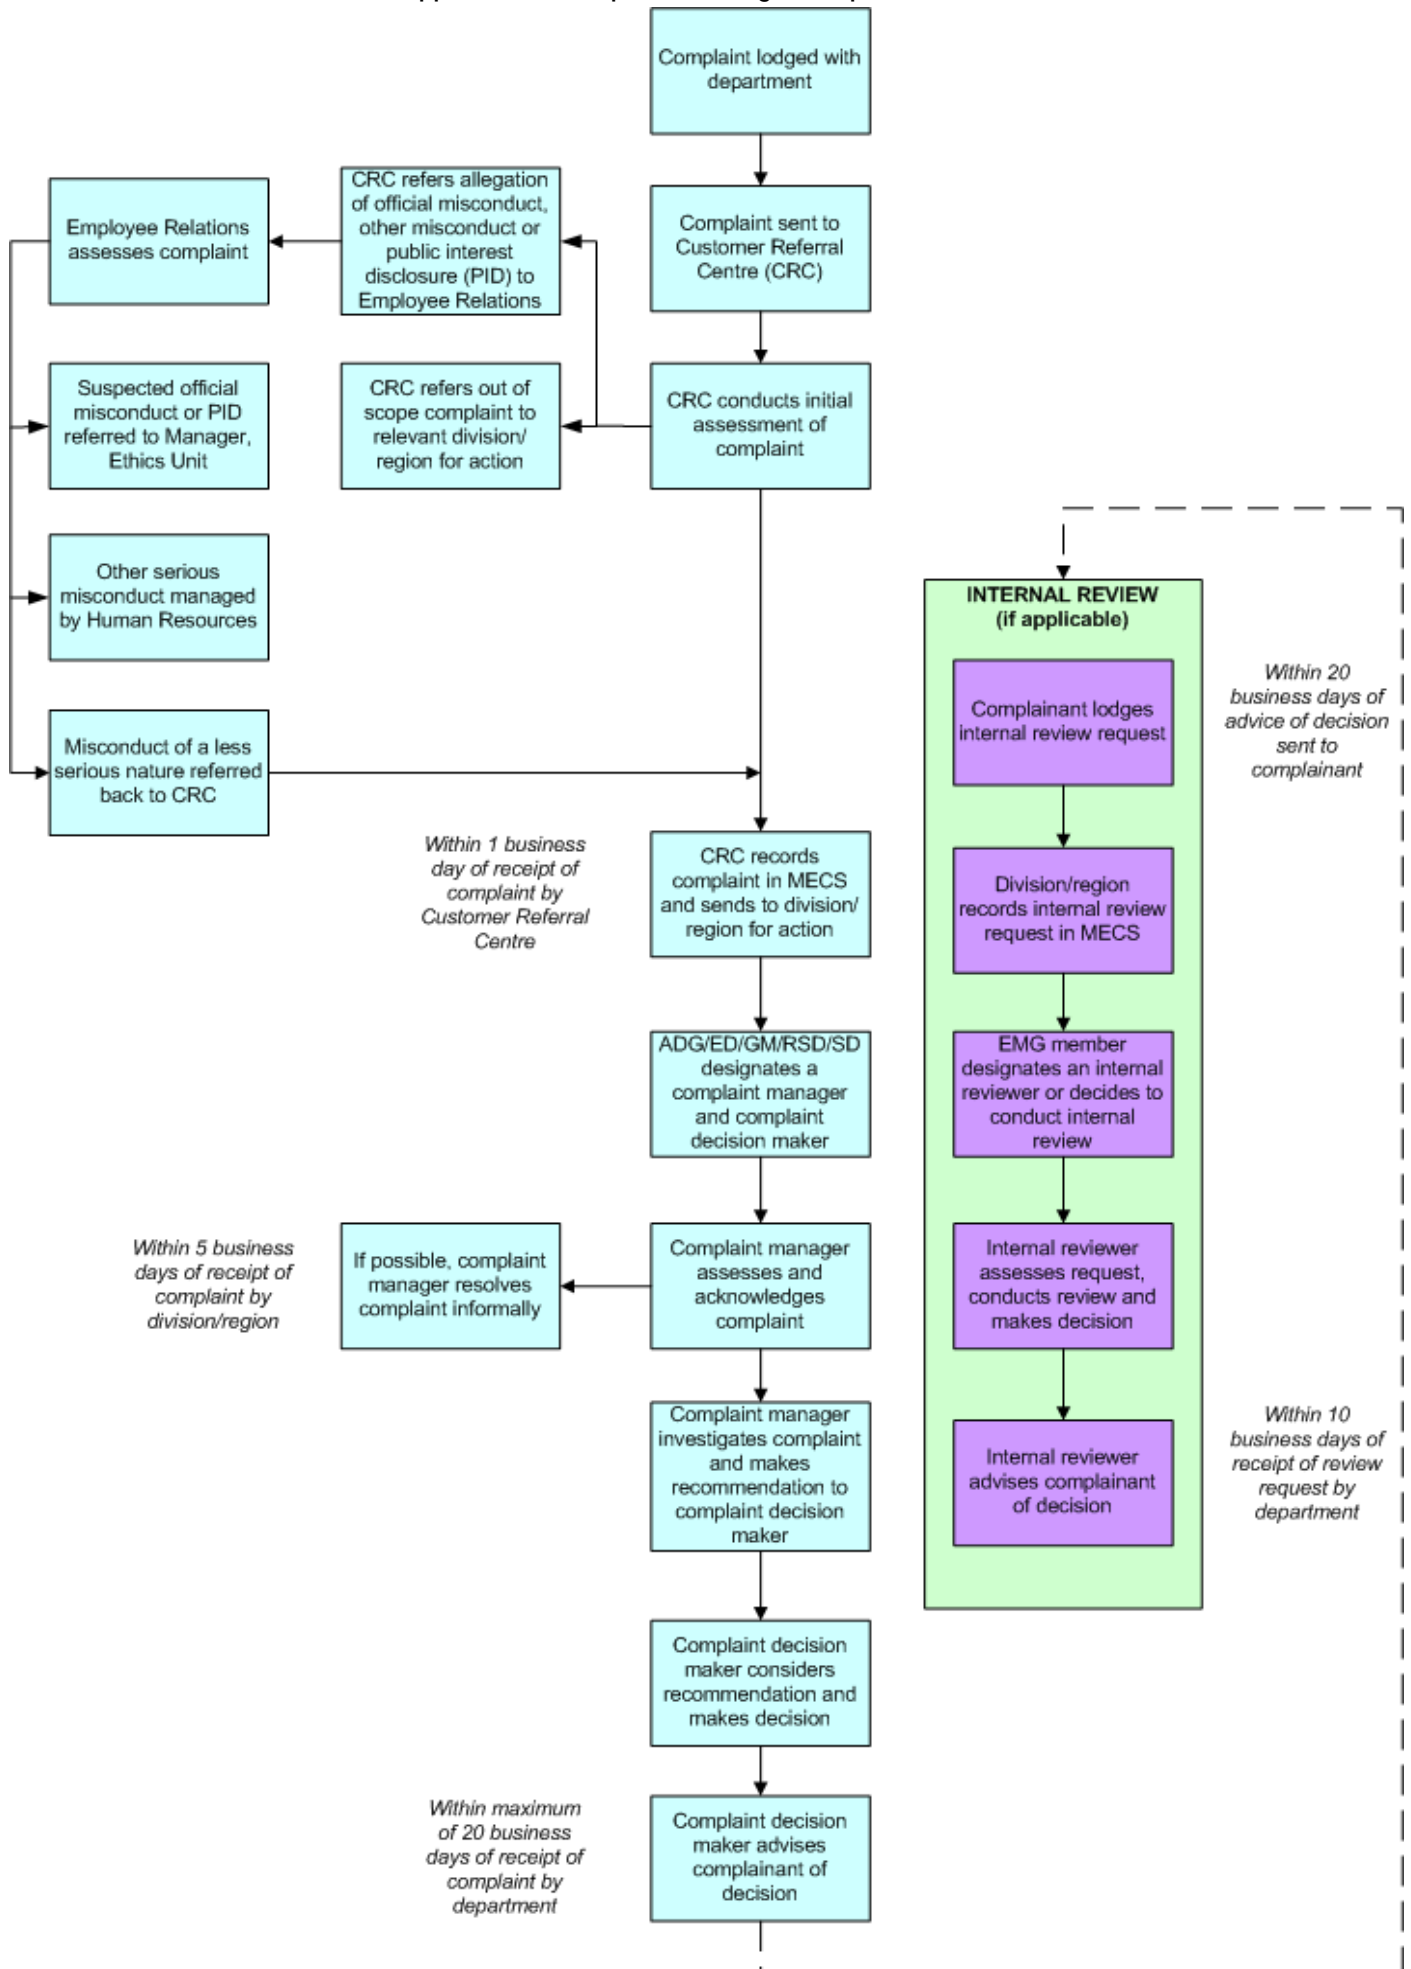 Complaint lodged with
department
CRC refers allegation
of official misconduct,
other misconduct or
public interest
disclosure (PID) to
Employee Relations
Employee Relations
assesses complaint
Complaint sent to
Customer Referral
Centre (CRC)
Suspected official
misconduct or PID
referred to Manager,
Ethics Unit
CRC refers out of
scope complaint to
relevant division/
region for action
CRC conducts initial
assessment of
complaint
Other serious
misconduct managed
by Human Resources
Misconduct of a less
serious nature referred
back to CRC
Within 1 business
day of receipt of
complaint by
Customer Referral
Centre
CRC records
complaint in MECS
and sends to division/
region for action
ADG/ED/GM/RSD/SD
designates a
complaint manager
and complaint
decision maker
Within 5 business
days of receipt of
complaint by
division/region
If possible, complaint
manager resolves
complaint informally
Complaint manager
assesses and
acknowledges
complaint
Complaint manager
investigates complaint
and makes
recommendation to
complaint decision
maker
Complaint decision
maker considers
recommendation and
makes decision
Within maximum
of 20 business
days of receipt of
complaint by
department
Complaint decision
maker advises
complainant of
decision
INTERNAL REVIEW
(if applicable)
Complainant lodges
internal review request
Within 20
business days of
advice of decision
sent to
complainant
Division/region
records internal review
request in MECS
EMG member
designates an internal
reviewer or decides to
conduct internal
review
Internal reviewer
assesses request,
conducts review and
makes decision
Internal reviewer
advises complainant
of decision
Within 10
business days of
receipt of review
request by
department